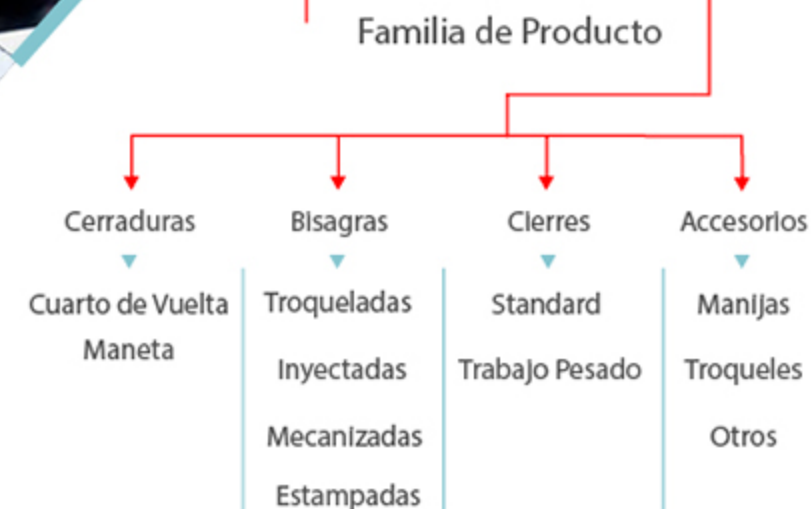 Familia de Producto
Cerraduras
Bisagras
Cierres
Accesorios
Cuarto de Vuelta
Maneta
Troqueladas
Inyectadas
Mecanizadas
Estampadas
Standard
Trabajo Pesado
Manijas
Troqueles
Otros